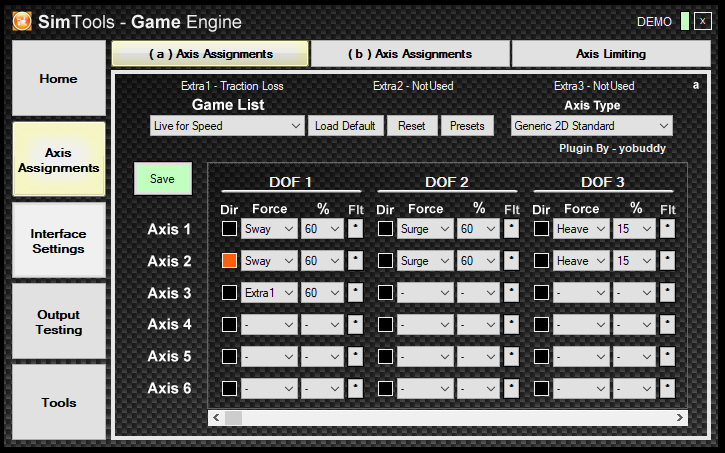 SimTools - Game Engine
DEMO
x
Home
Axis Assignments
Interface Settings
Output Testing
Tools
( a ) Axis Assignments
( b ) Axis Assignments
Axis Limiting
Extra1 - Traction Loss
Extra2 - NotUsed
Extra3 - NotUsed
a
Game List
Axis Type
Live for Speed
Load Default
Reset
Presets
Generic 2D Standard
Plugin By - yobuddy
Save
DOF 1
DOF 2
DOF 3
Dir Force % Flt Dir Force % Flt Dir Force % Flt
Axis 1 Sway 60 * Surge 60 * Heave 15 *
Axis 2 Sway 60 * Surge 60 * Heave 15 *
Axis 3 Extra1 60 * - - * - - *
Axis 4 - - * - - * - - *
Axis 5 - - * - - * - - *
Axis 6 - - * - - * - - *